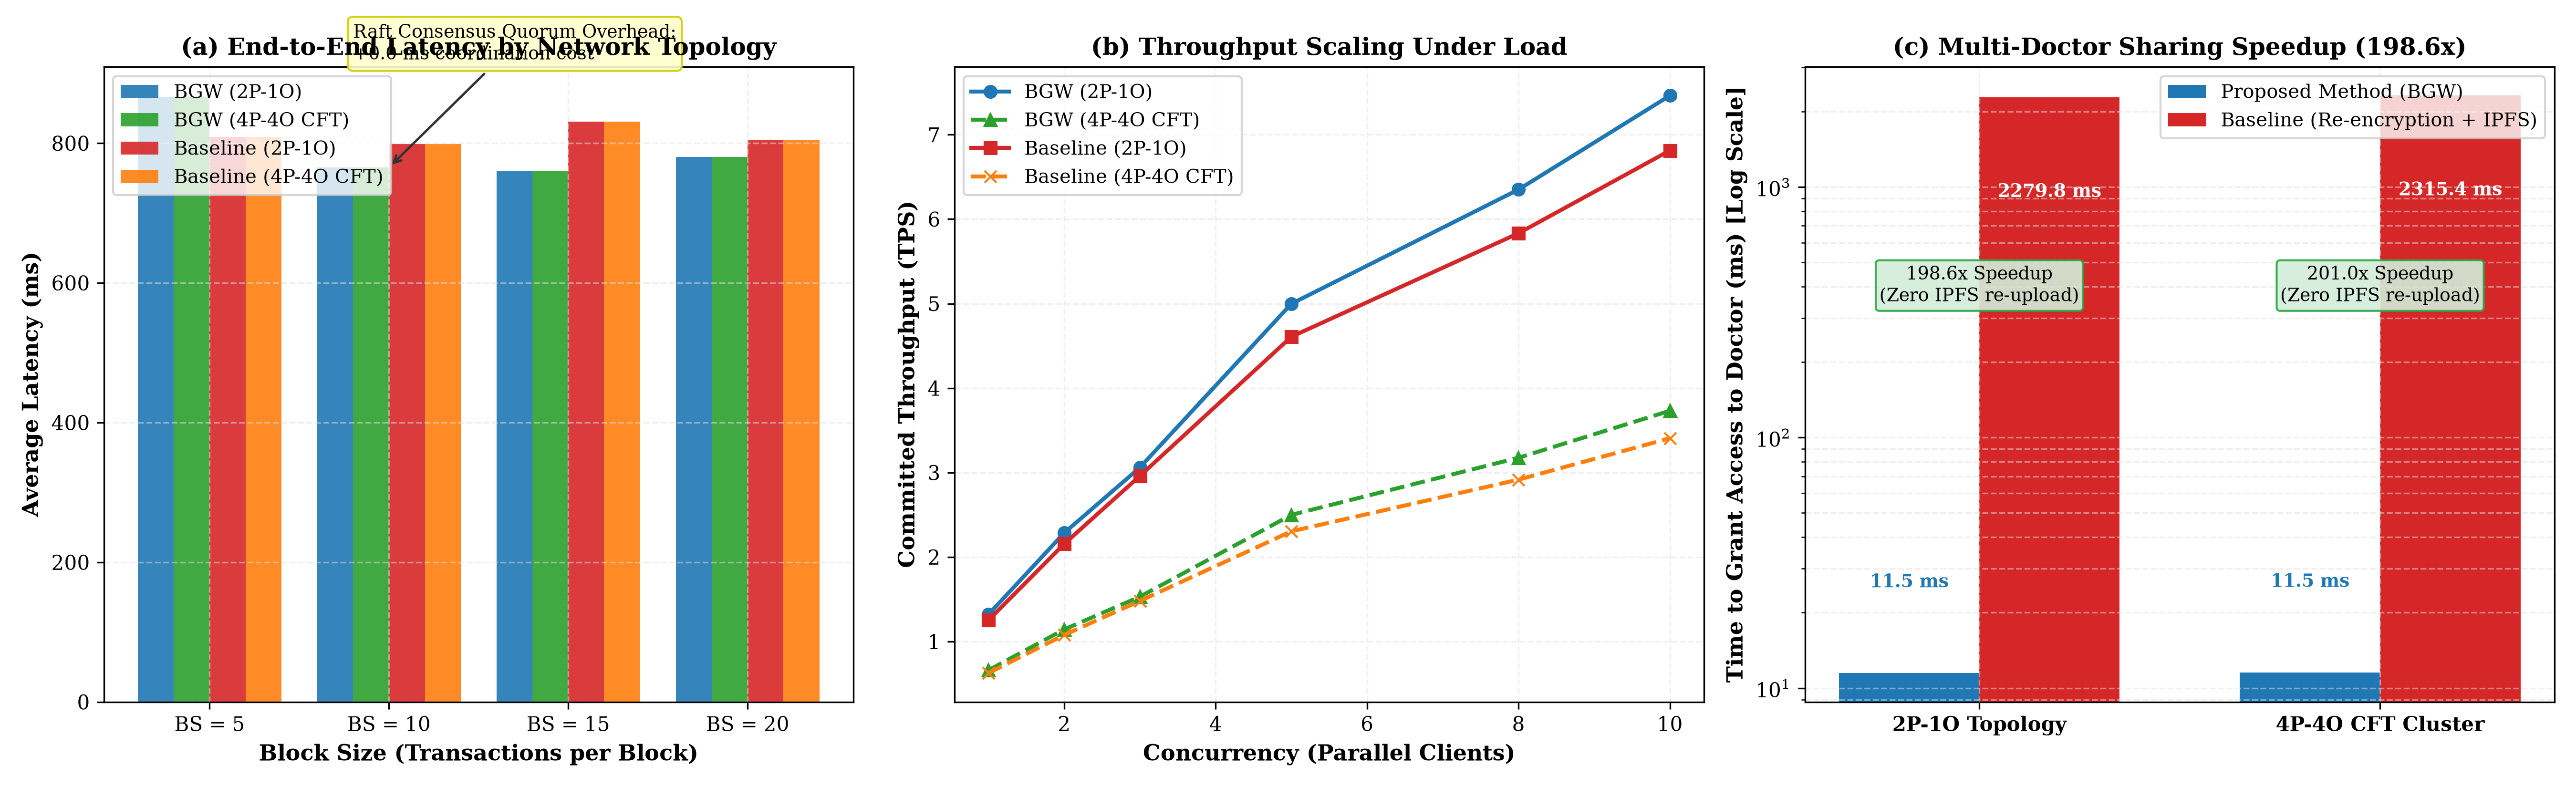 Raft Consensus Quorum Overhead:
+0.0 ms coordination cost
(a) End-to-End Latency by Network Topology
BGW (2P-1O)
BGW (4P-4O CFT)
Baseline (2P-1O)
Baseline (4P-4O CFT)
Average Latency (ms)
800
600
400
200
0
BS = 5
BS = 10
BS = 15
BS = 20
Block Size (Transactions per Block)
(b) Throughput Scaling Under Load
BGW (2P-1O)
BGW (4P-4O CFT)
Baseline (2P-1O)
Baseline (4P-4O CFT)
Committed Throughput (TPS)
7
6
5
4
3
2
1
2
4
6
8
10
Concurrency (Parallel Clients)
(c) Multi-Doctor Sharing Speedup (198.6x)
Proposed Method (BGW)
Baseline (Re-encryption + IPFS)
Time to Grant Access to Doctor (ms) [Log Scale]
10³
10²
10¹
2279.8 ms
2315.4 ms
198.6x Speedup
(Zero IPFS re-upload)
201.0x Speedup
(Zero IPFS re-upload)
11.5 ms
11.5 ms
2P-1O Topology
4P-4O CFT Cluster